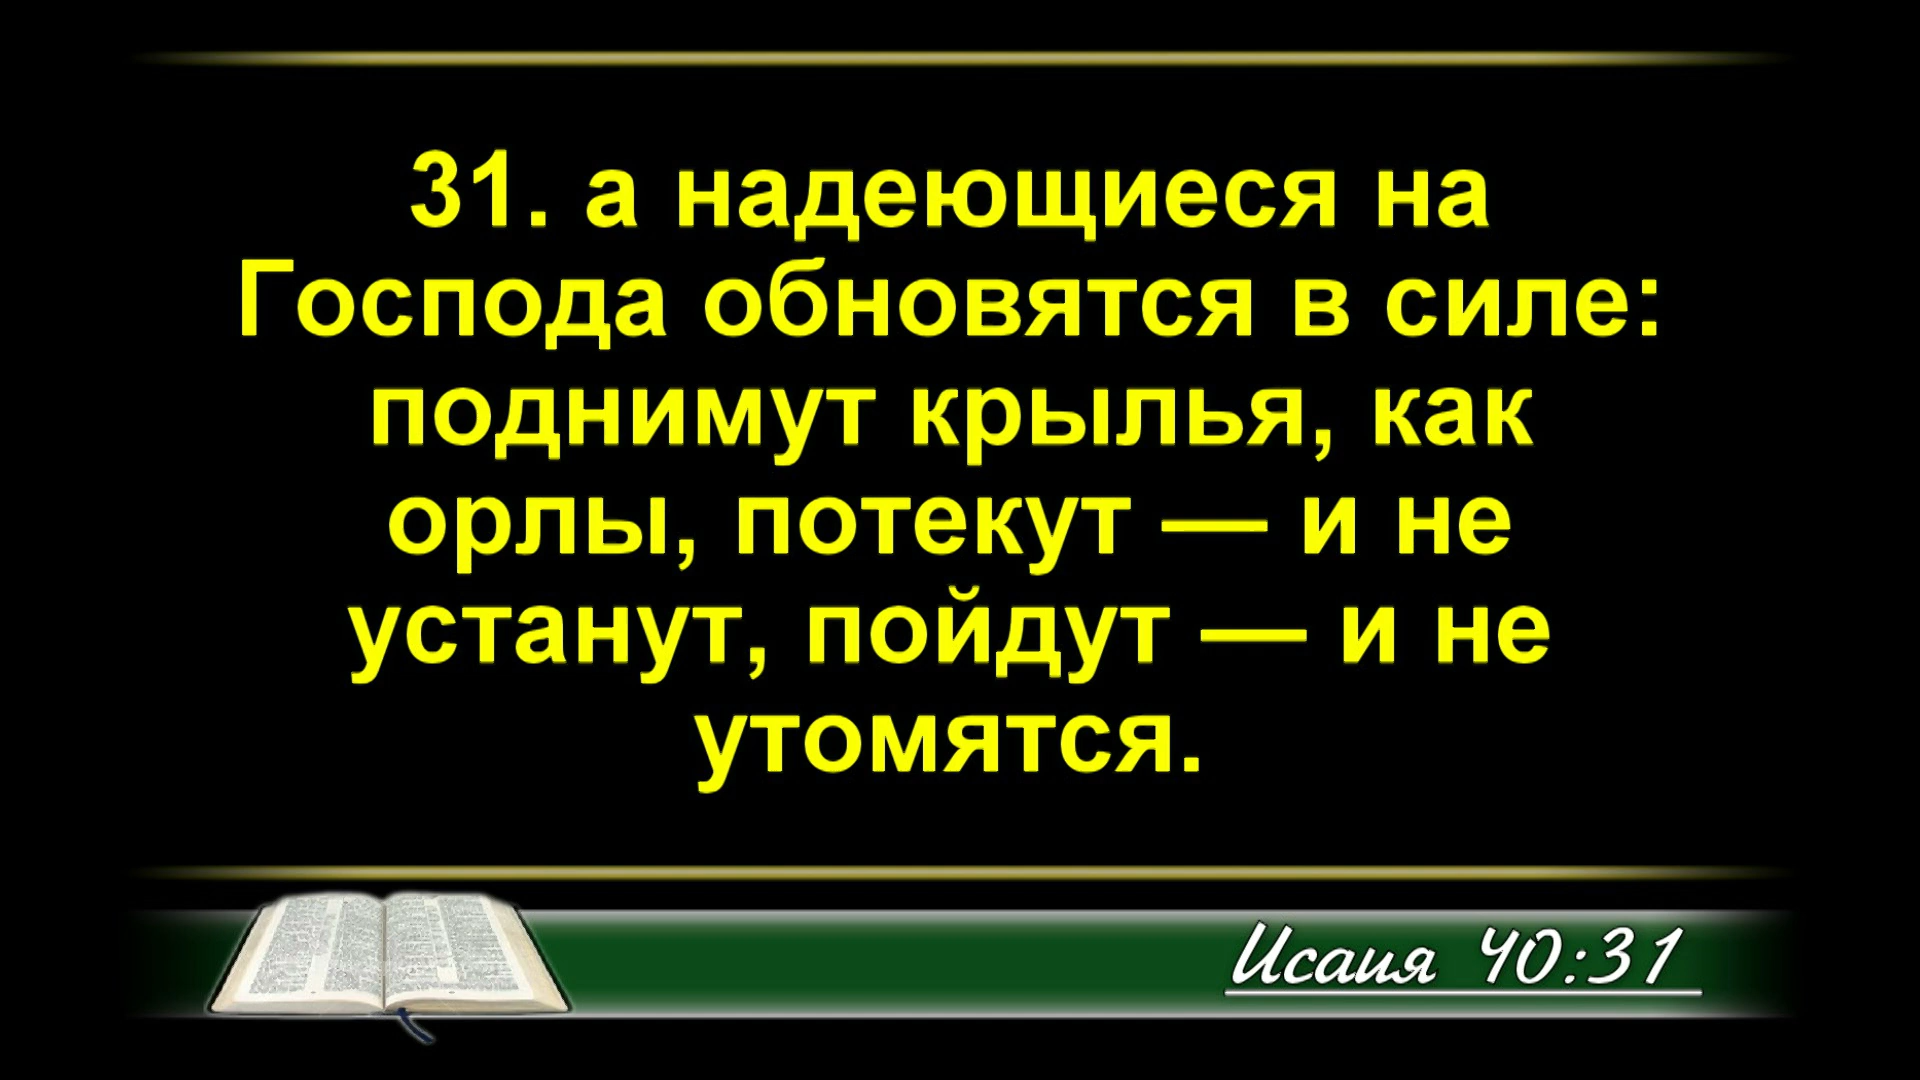 31. а надеющиеся на
Господа обновятся в силе:
поднимут крылья, как
орлы, потекут — и не
устанут, пойдут — и не
утомятся.
Исаия 40:31